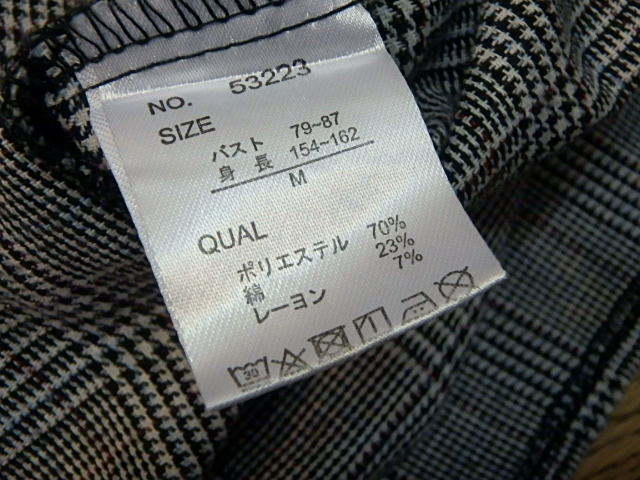 NO. 53223
SIZE
バスト 79~87
身長 154~162
M
QUAL
ポリエステル 70%
綿 23%
レーヨン 7%
30